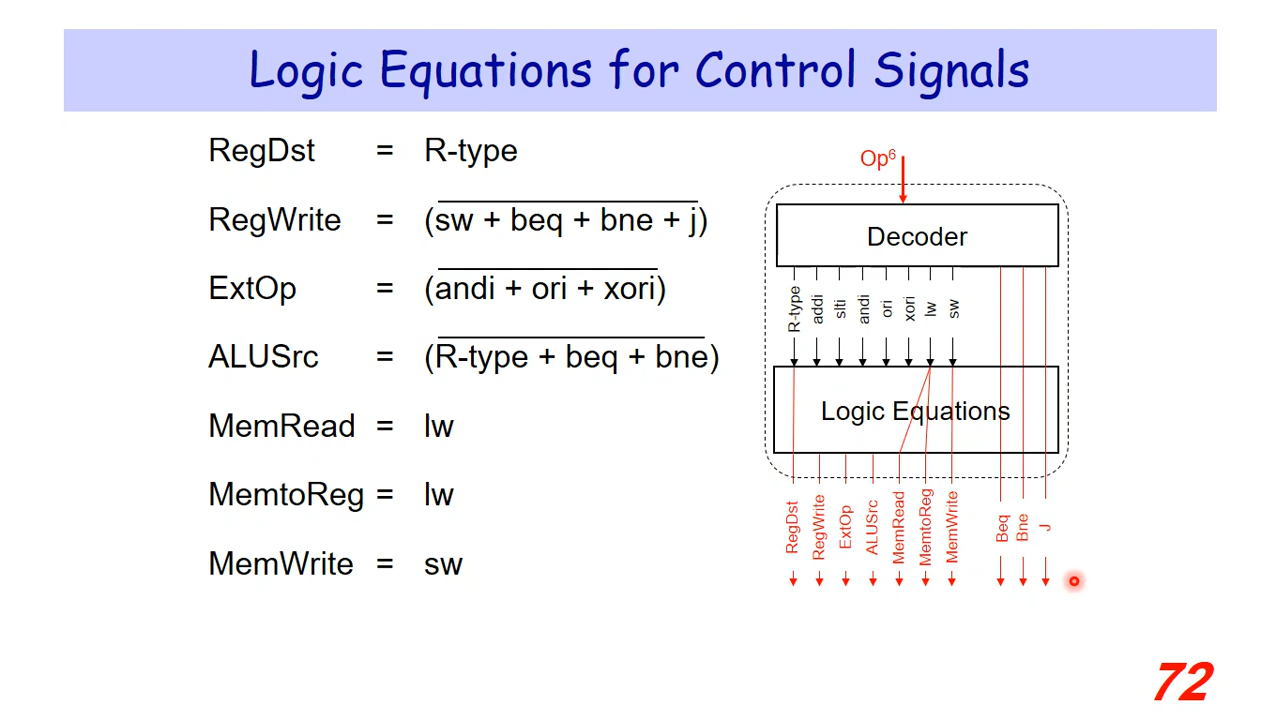 Logic Equations for Control Signals
RegDst = R-type
RegWrite = (sw + beq + bne + j)
ExtOp = (andi + ori + xori)
ALUSrc = (R-type + beq + bne)
MemRead = lw
MemtoReg = lw
MemWrite = sw
Op6
Decoder
R-type addi slti andi ori xori lw sw
Logic Equations
RegDst RegWrite ExtOp ALUSrc MemRead MemtoReg MemWrite Beq Bne J
72